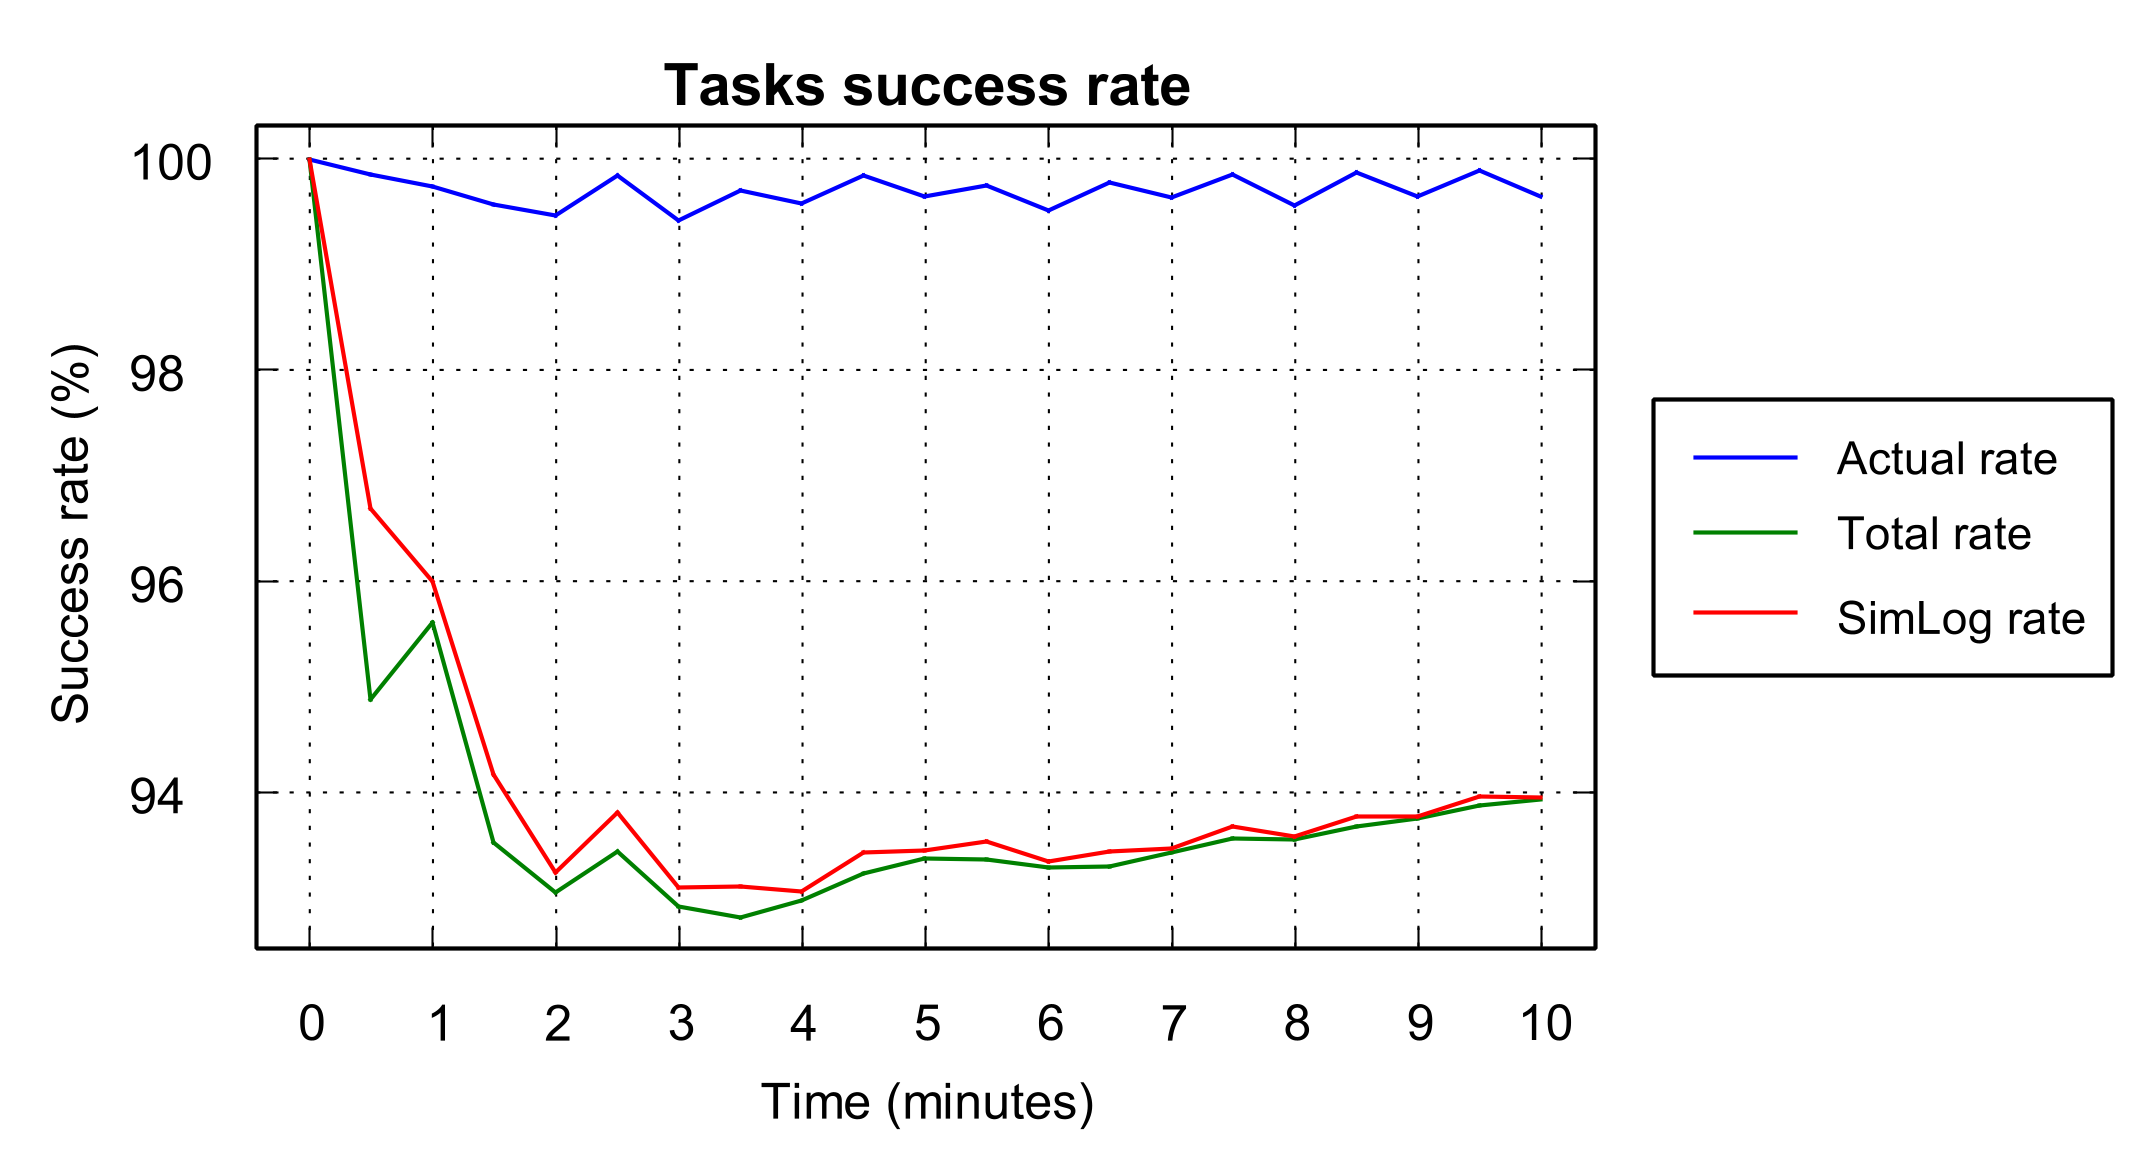 Tasks success rate
100
98
96
94
Success rate (%)
0 1 2 3 4 5 6 7 8 9 10
Time (minutes)
Actual rate
Total rate
SimLog rate